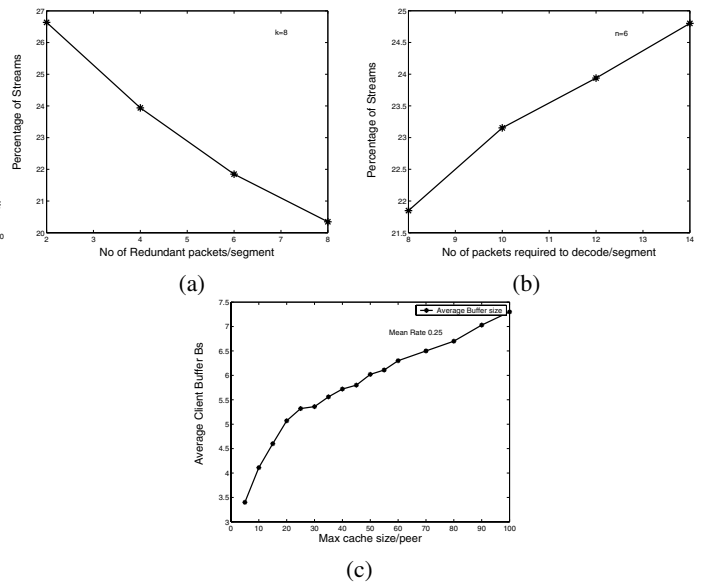 27
26
25
24
23
22
21
20
Percentage of Streams
k=8
2 3 4 5 6 7 8
No of Redundant packets/segment
(a)
25
24.5
24
23.5
23
22.5
22
21.5
Percentage of Streams
n=6
8 9 10 11 12 13 14
No of packets required to decode/segment
(b)
7.5
7
6.5
6
5.5
5
4.5
4
3.5
3
Average Client Buffer Bs
Average Buffer size
Mean Rate 0.25
0 10 20 30 40 50 60 70 80 90 100
Max cache size/peer
(c)